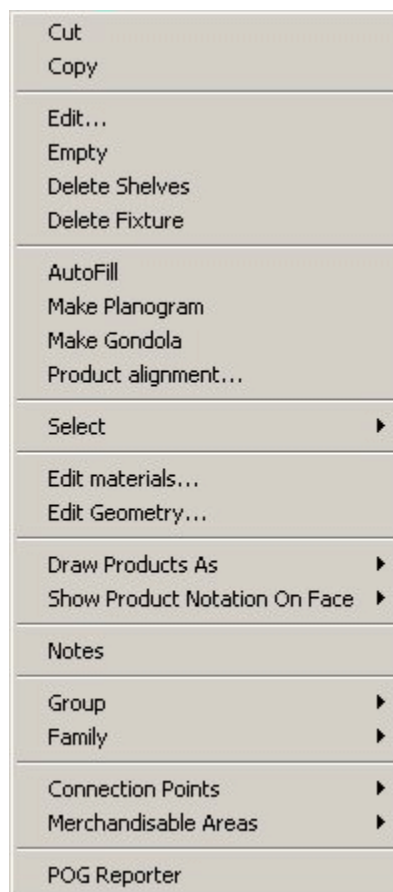 Cut
Copy
Edit...
Empty
Delete Shelves
Delete Fixture
AutoFill
Make Planogram
Make Gondola
Product alignment...
Select
Edit materials...
Edit Geometry...
Draw Products As
Show Product Notation On Face
Notes
Group
Family
Connection Points
Merchandisable Areas
POG Reporter